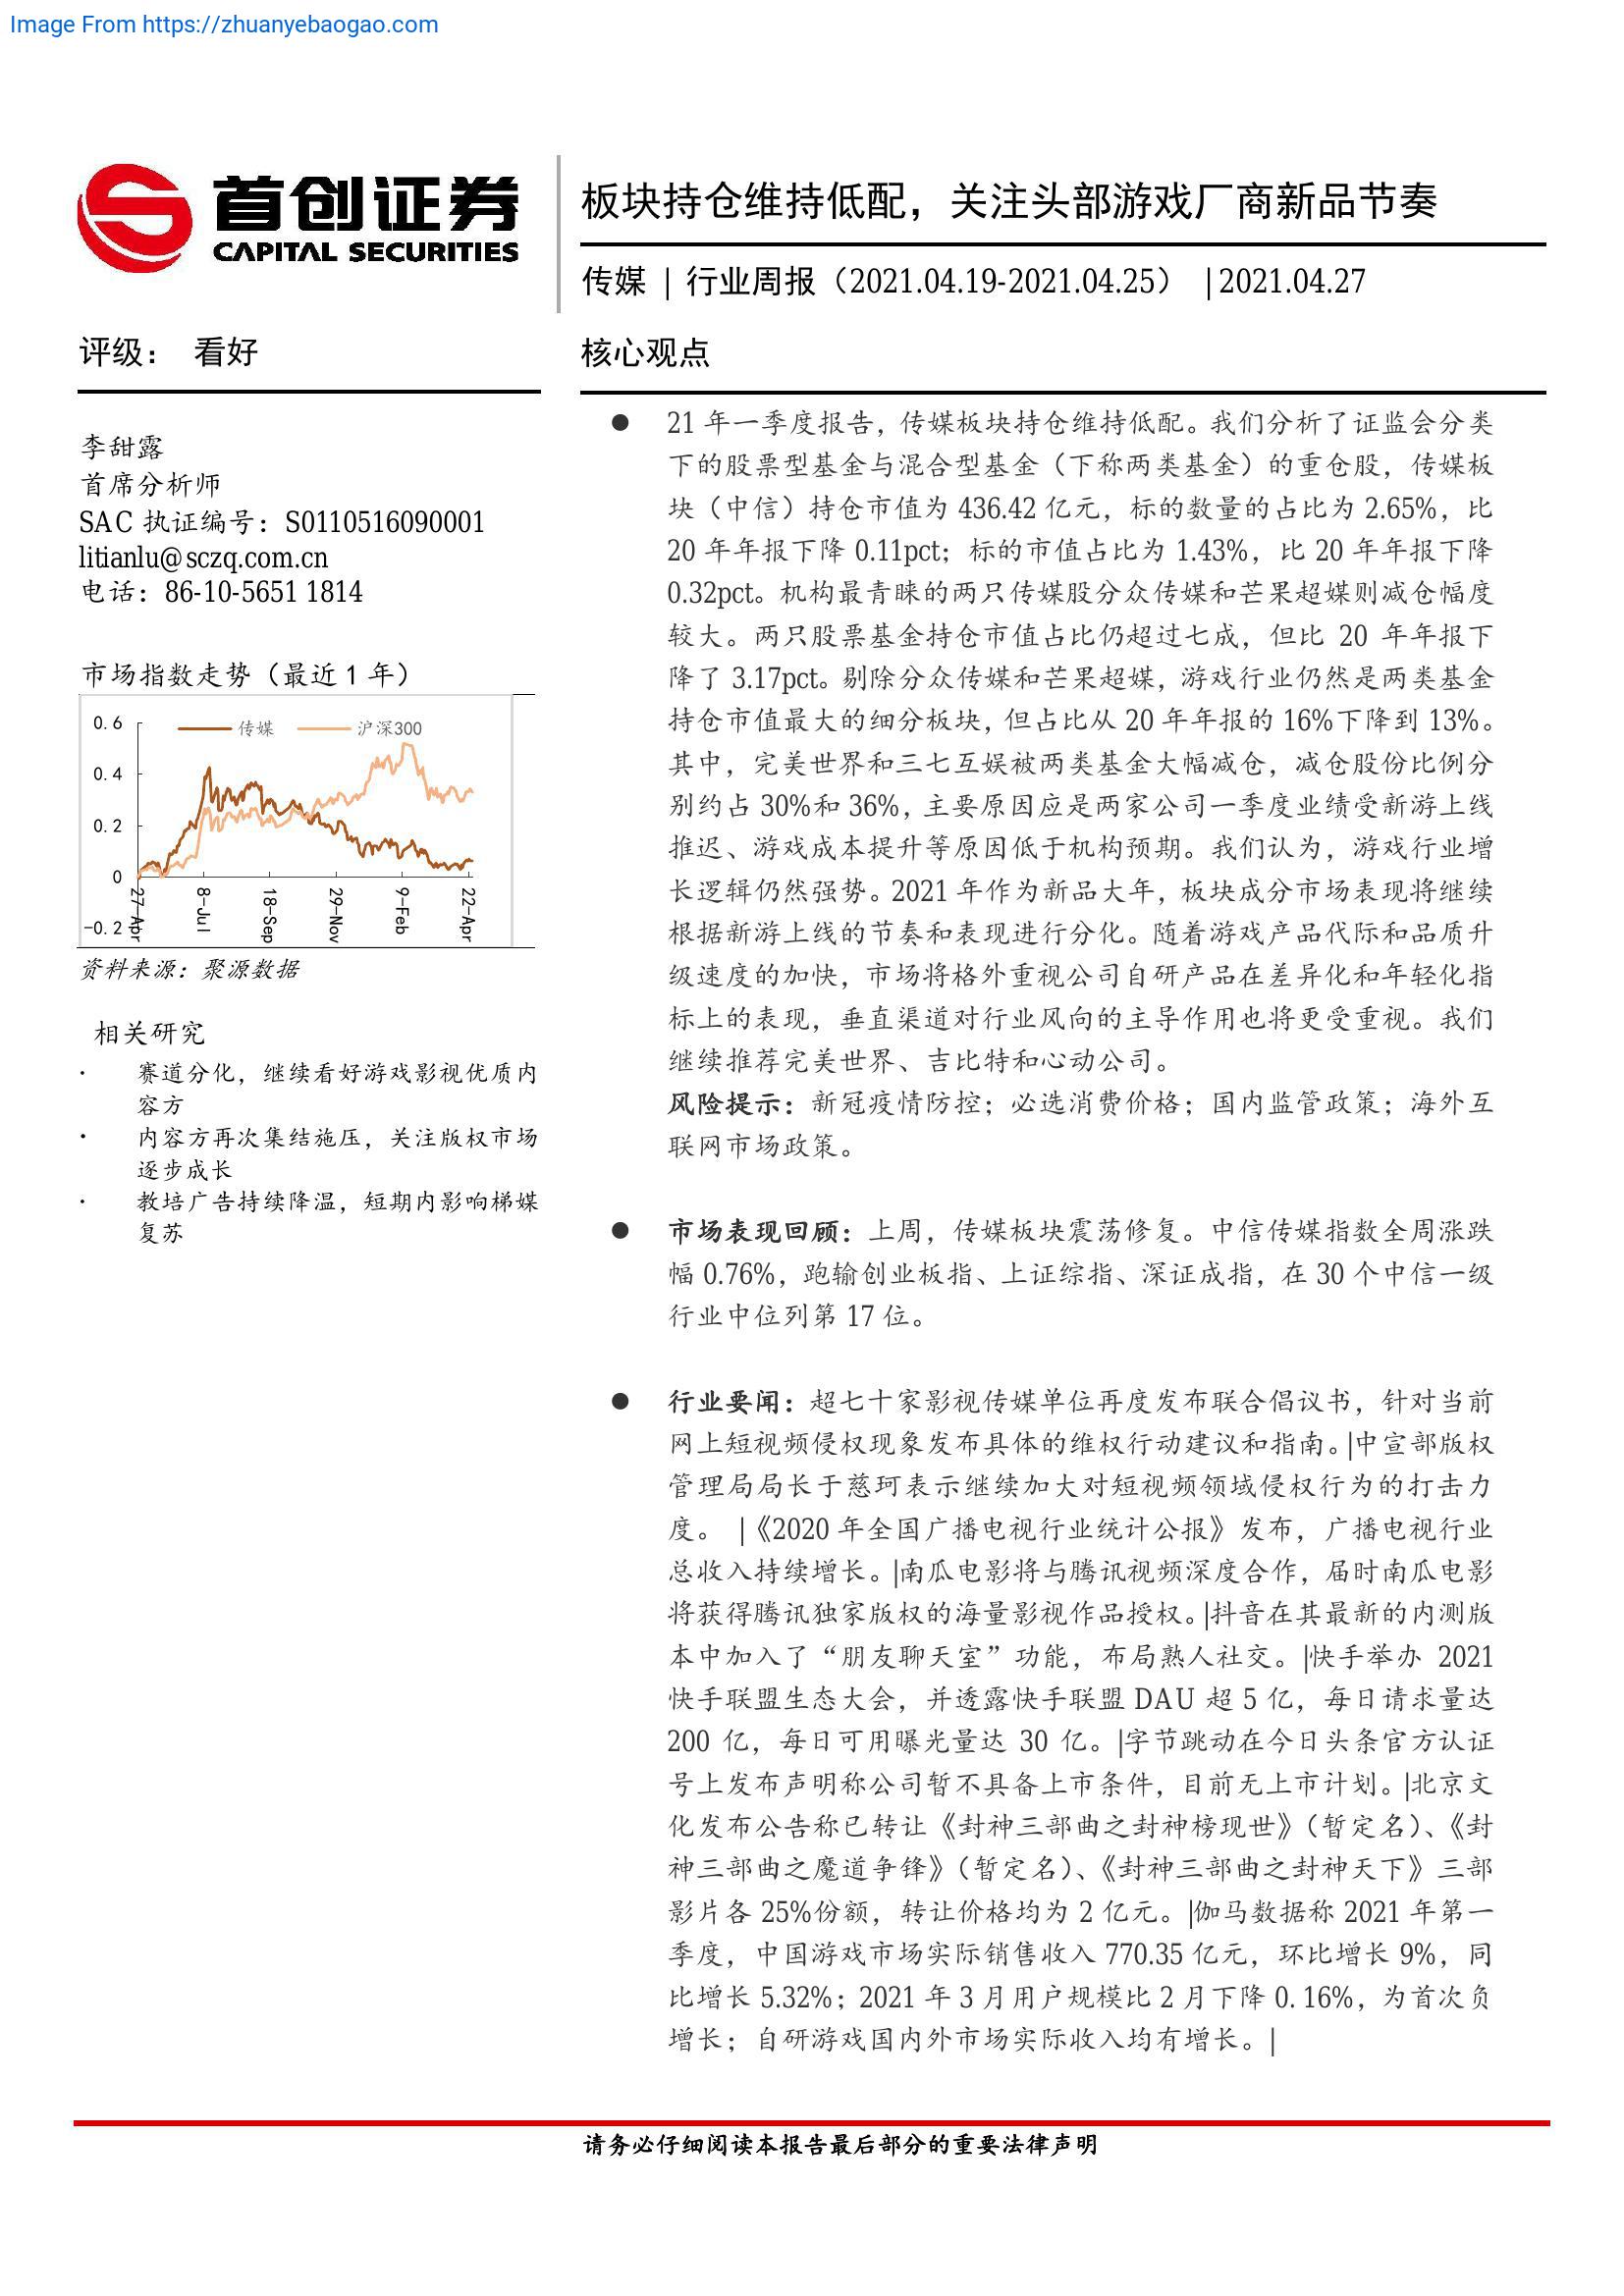 Image From https://zhuanyebaogao.com
首创证券
CAPITAL SECURITIES
板块持仓维持低配，关注头部游戏厂商新品节奏
传媒 | 行业周报（2021.04.19-2021.04.25） |2021.04.27
评级： 看好
李甜露
首席分析师
SAC 执证编号：S0110516090001
litianlu@sczq.com.cn
电话：86-10-5651 1814
市场指数走势（最近 1 年）
传媒 沪深300
0.6
0.4
0.2
0
-0.2
27-Apr 8-Jul 18-Sep 29-Nov 9-Feb 22-Apr
资料来源：聚源数据
相关研究
· 赛道分化，继续看好游戏影视优质内
容方
· 内容方再次集结施压，关注版权市场
逐步成长
· 教培广告持续降温，短期内影响梯媒
复苏
核心观点
● 21 年一季度报告，传媒板块持仓维持低配。我们分析了证监会分类
下的股票型基金与混合型基金（下称两类基金）的重仓股，传媒板
块（中信）持仓市值为 436.42 亿元，标的数量的占比为 2.65%，比
20 年年报下降 0.11pct；标的市值占比为 1.43%，比 20 年年报下降
0.32pct。机构最青睐的两只传媒股分众传媒和芒果超媒则减仓幅度
较大。两只股票基金持仓市值占比仍超过七成，但比 20 年年报下
降了 3.17pct。剔除分众传媒和芒果超媒，游戏行业仍然是两类基金
持仓市值最大的细分板块，但占比从 20 年年报的 16%下降到 13%。
其中，完美世界和三七互娱被两类基金大幅减仓，减仓股份比例分
别约占 30%和 36%，主要原因应是两家公司一季度业绩受新游上线
推迟、游戏成本提升等原因低于机构预期。我们认为，游戏行业增
长逻辑仍然强势。2021 年作为新品大年，板块成分市场表现将继续
根据新游上线的节奏和表现进行分化。随着游戏产品代际和品质升
级速度的加快，市场将格外重视公司自研产品在差异化和年轻化指
标上的表现，垂直渠道对行业风向的主导作用也将更受重视。我们
继续推荐完美世界、吉比特和心动公司。
风险提示：新冠疫情防控；必选消费价格；国内监管政策；海外互
联网市场政策。
● 市场表现回顾：上周，传媒板块震荡修复。中信传媒指数全周涨跌
幅 0.76%，跑输创业板指、上证综指、深证成指，在 30 个中信一级
行业中位列第 17 位。
● 行业要闻：超七十家影视传媒单位再度发布联合倡议书，针对当前
网上短视频侵权现象发布具体的维权行动建议和指南。|中宣部版权
管理局局长于慈珂表示继续加大对短视频领域侵权行为的打击力
度。 |《2020 年全国广播电视行业统计公报》发布，广播电视行业
总收入持续增长。|南瓜电影将与腾讯视频深度合作，届时南瓜电影
将获得腾讯独家版权的海量影视作品授权。|抖音在其最新的内测版
本中加入了“朋友聊天室”功能，布局熟人社交。|快手举办 2021
快手联盟生态大会，并透露快手联盟 DAU 超 5 亿，每日请求量达
200 亿，每日可用曝光量达 30 亿。|字节跳动在今日头条官方认证
号上发布声明称公司暂不具备上市条件，目前无上市计划。|北京文
化发布公告称已转让《封神三部曲之封神榜现世》（暂定名）、《封
神三部曲之魔道争锋》（暂定名）、《封神三部曲之封神天下》三部
影片各 25%份额，转让价格均为 2 亿元。|伽马数据称 2021 年第一
季度，中国游戏市场实际销售收入 770.35 亿元，环比增长 9%，同
比增长 5.32%；2021 年 3 月用户规模比 2 月下降 0.16%，为首次负
增长；自研游戏国内外市场实际收入均有增长。|
请务必仔细阅读本报告最后部分的重要法律声明